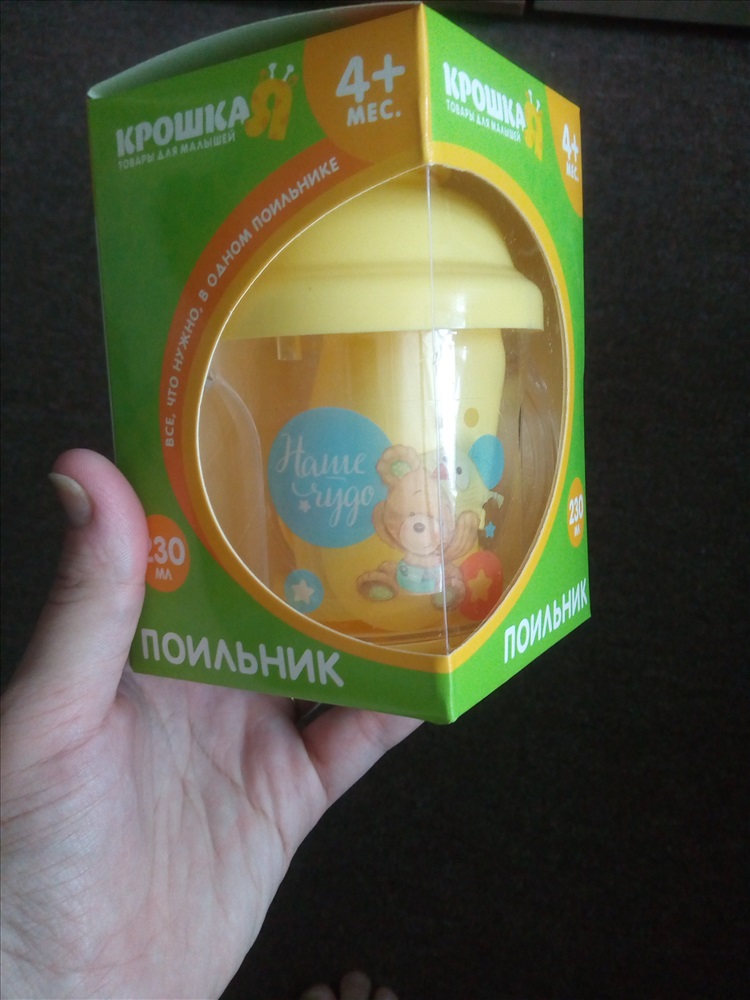 КРОШКА Я
ТОВАРЫ ДЛЯ МАЛЫШЕЙ
4+
МЕС.
ВСЕ, ЧТО НУЖНО, В ОДНОМ ПОИЛЬНИКЕ
Наше
чудо
230
МЛ
ПОИЛЬНИК
КРОШКА Я
ТОВАРЫ ДЛЯ МАЛЫШЕЙ
4+
МЕС.
230
МЛ
ПОИЛЬНИК